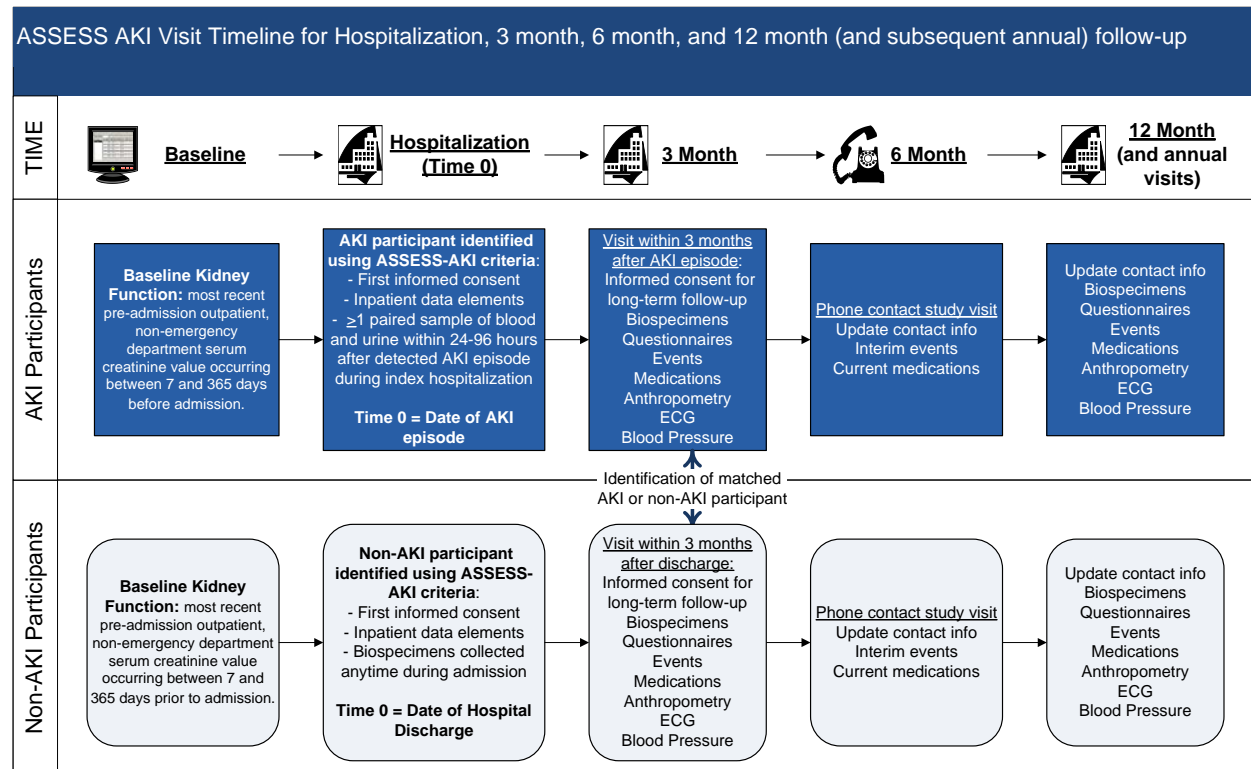 ASSESS AKI Visit Timeline for Hospitalization, 3 month, 6 month, and 12 month (and subsequent annual) follow-up
TIME
Baseline
Hospitalization
(Time 0)
3 Month
6 Month
12 Month
(and annual
visits)
AKI Participants
Baseline Kidney
Function: most recent
pre-admission outpatient,
non-emergency
department serum
creatinine value occurring
between 7 and 365 days
before admission.
AKI participant identified
using ASSESS-AKI criteria:
- First informed consent
- Inpatient data elements
- ≥1 paired sample of blood
and urine within 24-96 hours
after detected AKI episode
during index hospitalization
Time 0 = Date of AKI
episode
Visit within 3 months
after AKI episode:
Informed consent for
long-term follow-up
Biospecimens
Questionnaires
Events
Medications
Anthropometry
ECG
Blood Pressure
Phone contact study visit
Update contact info
Interim events
Current medications
Update contact info
Biospecimens
Questionnaires
Events
Medications
Anthropometry
ECG
Blood Pressure
Identification of matched
AKI or non-AKI participant
Non-AKI Participants
Baseline Kidney
Function: most recent
pre-admission outpatient,
non-emergency department
serum creatinine value
occurring between 7 and
365 days prior to admission.
Non-AKI participant
identified using ASSESS-
AKI criteria:
- First informed consent
- Inpatient data elements
- Biospecimens collected
anytime during admission
Time 0 = Date of Hospital
Discharge
Visit within 3 months
after discharge:
Informed consent for
long-term follow-up
Biospecimens
Questionnaires
Events
Medications
Anthropometry
ECG
Blood Pressure
Phone contact study visit
Update contact info
Interim events
Current medications
Update contact info
Biospecimens
Questionnaires
Events
Medications
Anthropometry
ECG
Blood Pressure